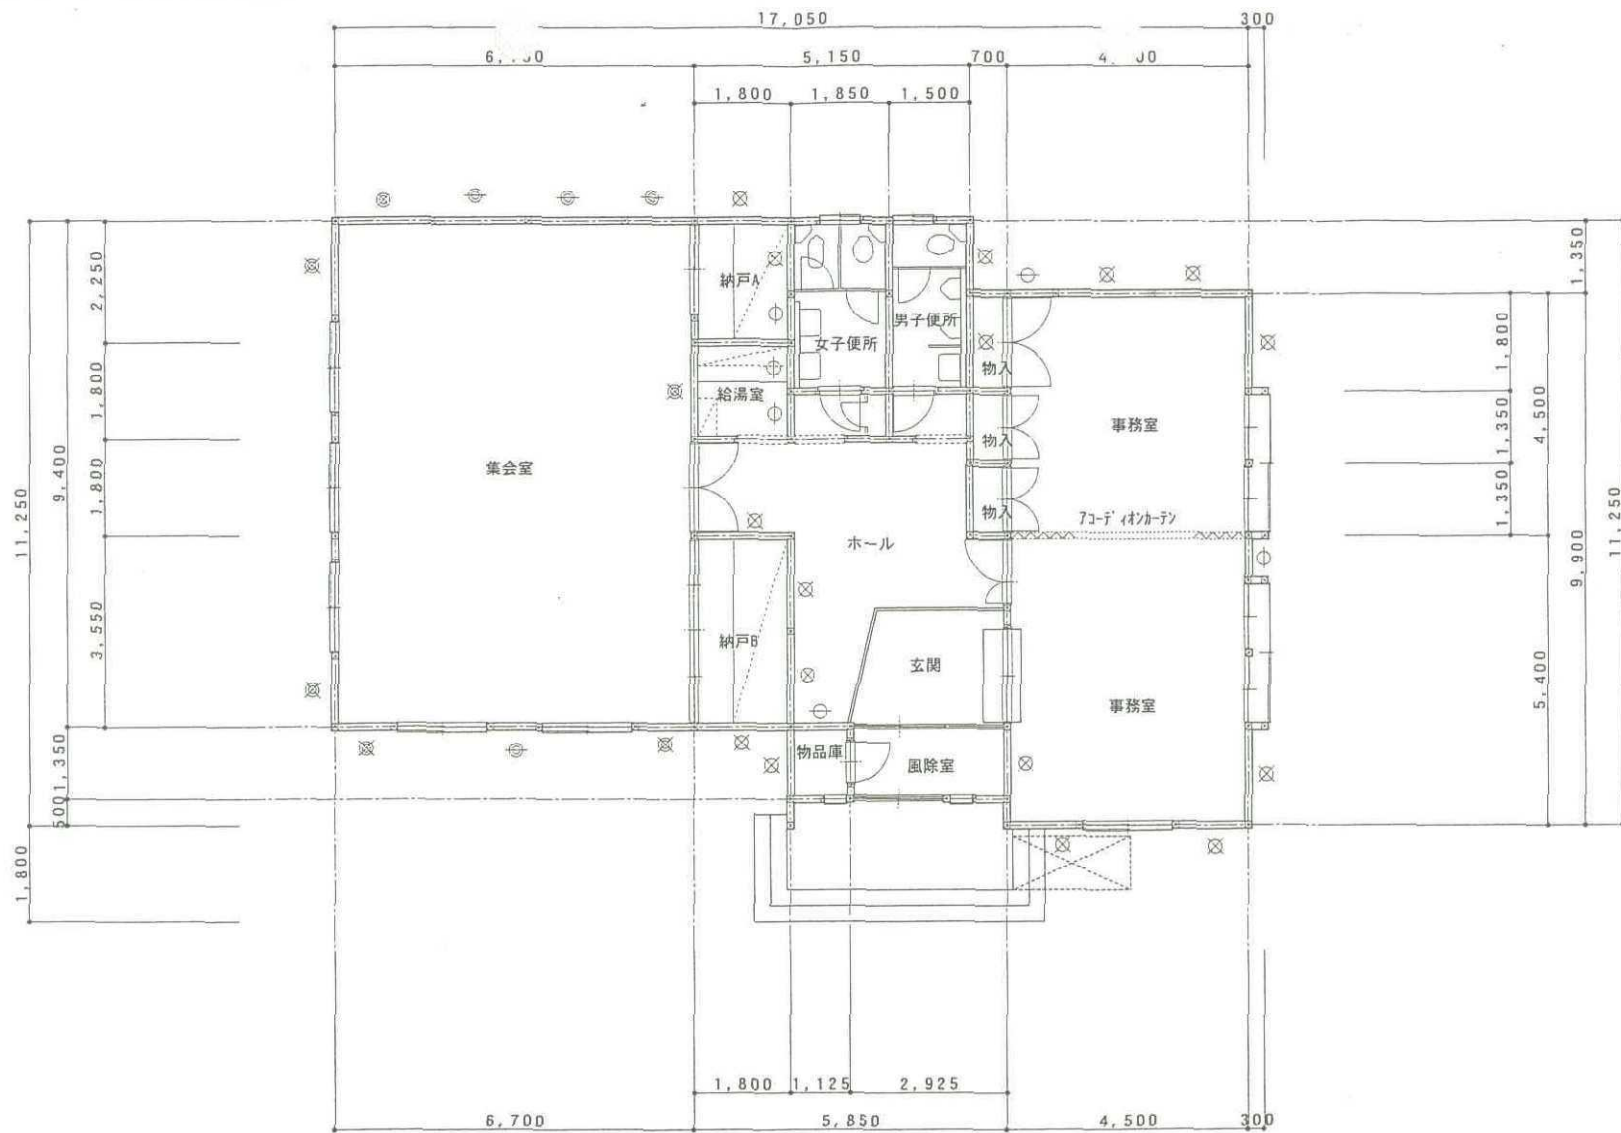 17,050
300
5,150
700
1,800
1,850
1,500
1,350
2,250
納戸A
男子便所
女子便所
物入
1,800
1,800
給湯室
事務室
4,500
物入
1,350
9,400
集会室
11,250
1,800
物入
アコーディオンカーテン
1,350
11,250
ホール
9,900
3,550
納戸B
玄関
5,400
事務室
物品庫
風除室
1,350
500
1,800
1,800
1,125
2,925
6,700
5,850
4,500
300